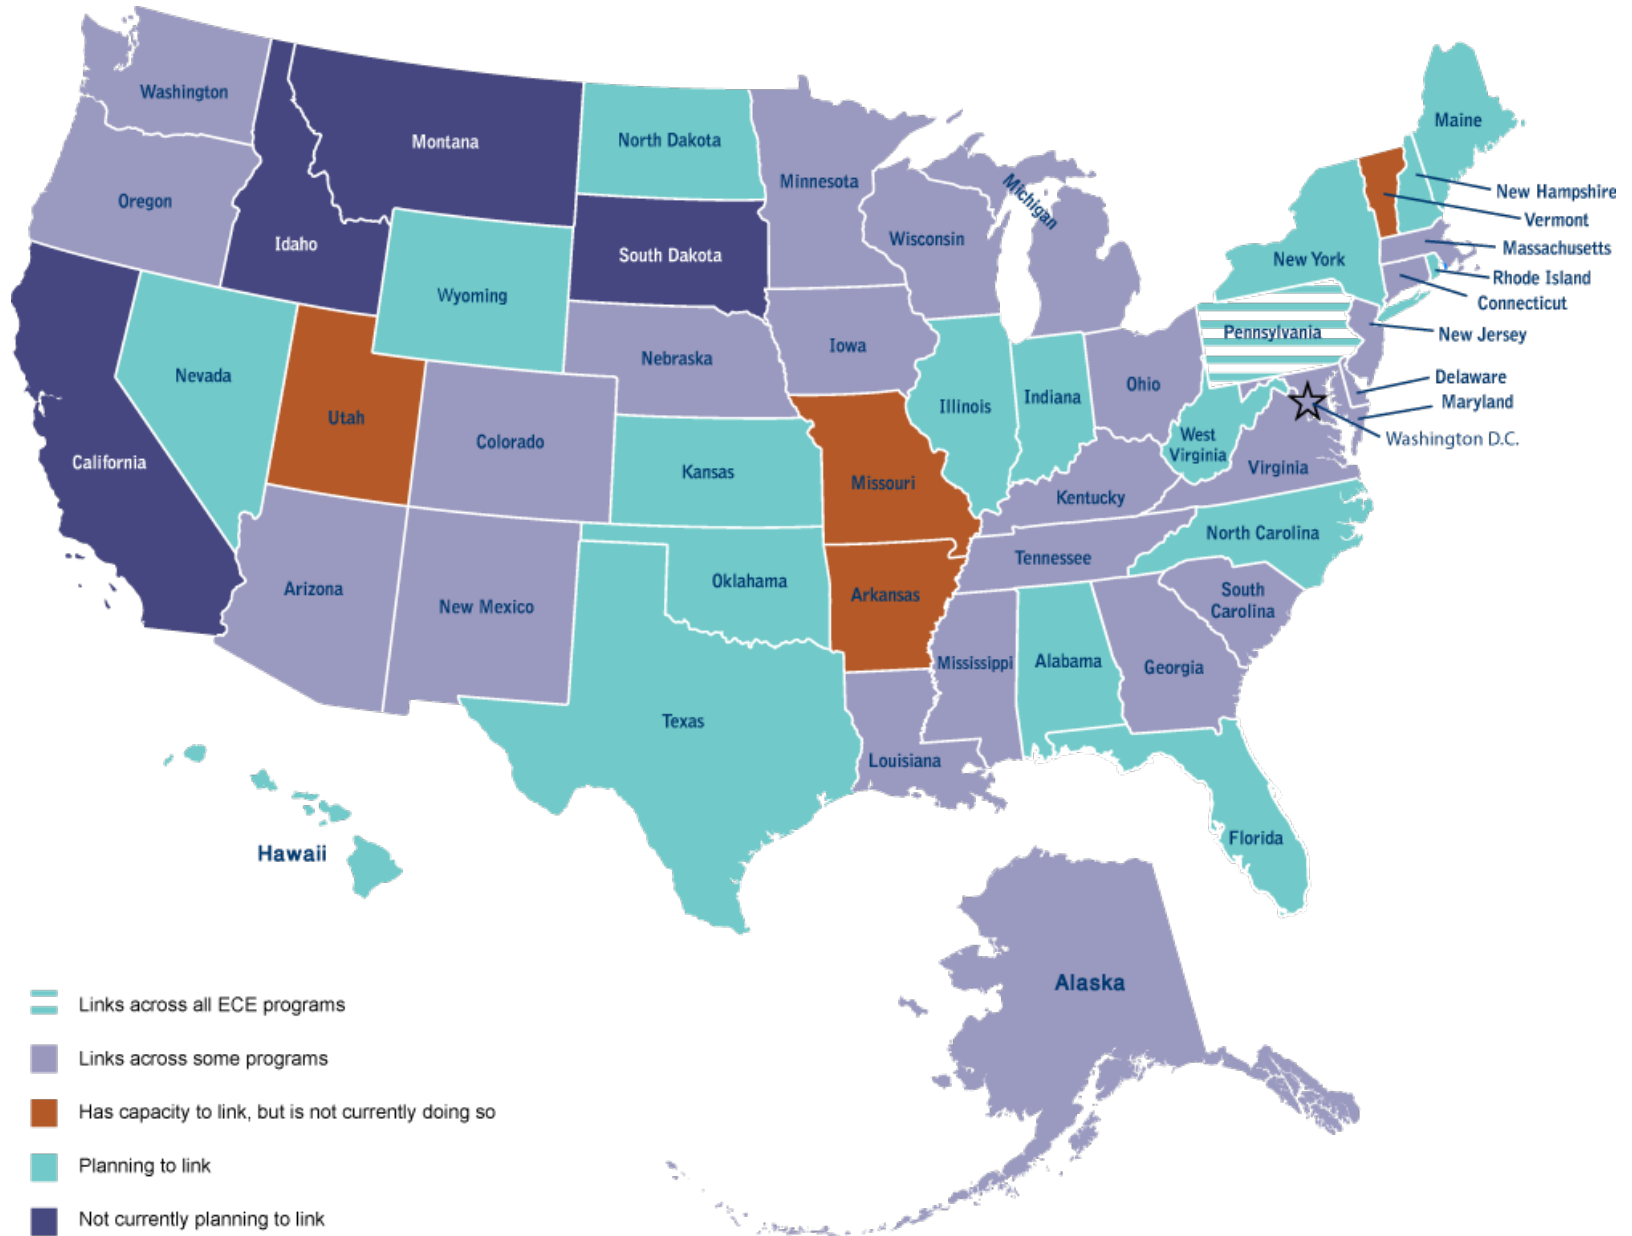 Washington
Montana
North Dakota
Minnesota
Maine
Oregon
Idaho
South Dakota
Wisconsin
Michigan
New York
New Hampshire
Vermont
Massachusetts
Rhode Island
Connecticut
New Jersey
Wyoming
Nebraska
Iowa
Pennsylvania
Delaware
Maryland
Washington D.C.
Nevada
Utah
Colorado
Kansas
Missouri
Illinois
Indiana
Ohio
West
Virginia
Virginia
Kentucky
California
Arizona
New Mexico
Oklahoma
Arkansas
Tennessee
North Carolina
South
Carolina
Mississippi
Alabama
Georgia
Texas
Louisiana
Florida
Hawaii
Alaska
Links across all ECE programs
Links across some programs
Has capacity to link, but is not currently doing so
Planning to link
Not currently planning to link